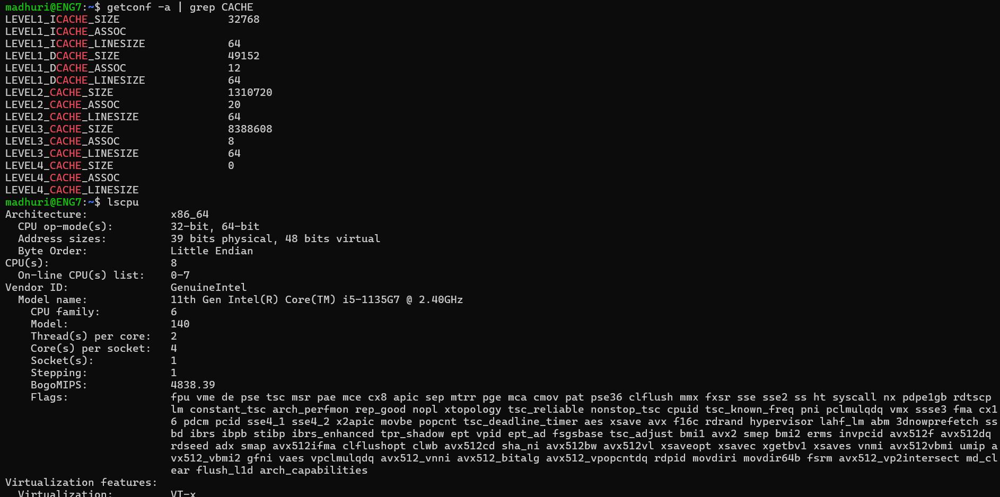 madhuri@ENG7:~$ getconf -a | grep CACHE
LEVEL1_ICACHE_SIZE                 32768
LEVEL1_ICACHE_ASSOC
LEVEL1_ICACHE_LINESIZE             64
LEVEL1_DCACHE_SIZE                 49152
LEVEL1_DCACHE_ASSOC                12
LEVEL1_DCACHE_LINESIZE             64
LEVEL2_CACHE_SIZE                  1310720
LEVEL2_CACHE_ASSOC                 20
LEVEL2_CACHE_LINESIZE              64
LEVEL3_CACHE_SIZE                  8388608
LEVEL3_CACHE_ASSOC                 8
LEVEL3_CACHE_LINESIZE              64
LEVEL4_CACHE_SIZE                  0
LEVEL4_CACHE_ASSOC
LEVEL4_CACHE_LINESIZE
madhuri@ENG7:~$ lscpu
Architecture:             x86_64
  CPU op-mode(s):         32-bit, 64-bit
  Address sizes:          39 bits physical, 48 bits virtual
  Byte Order:             Little Endian
CPU(s):                   8
  On-line CPU(s) list:    0-7
Vendor ID:                GenuineIntel
  Model name:             11th Gen Intel(R) Core(TM) i5-1135G7 @ 2.40GHz
    CPU family:           6
    Model:                140
    Thread(s) per core:   2
    Core(s) per socket:   4
    Socket(s):            1
    Stepping:             1
    BogoMIPS:             4838.39
    Flags:                fpu vme de pse tsc msr pae mce cx8 apic sep mtrr pge mca cmov pat pse36 clflush mmx fxsr sse sse2 ss ht syscall nx pdpe1gb rdtscp
                          lm constant_tsc arch_perfmon rep_good nopl xtopology tsc_reliable nonstop_tsc cpuid tsc_known_freq pni pclmulqdq vmx ssse3 fma cx1
                          6 pdcm pcid sse4_1 sse4_2 x2apic movbe popcnt tsc_deadline_timer aes xsave avx f16c rdrand hypervisor lahf_lm abm 3dnowprefetch ss
                          bd ibrs ibpb stibp ibrs_enhanced tpr_shadow ept vpid ept_ad fsgsbase tsc_adjust bmi1 avx2 smep bmi2 erms invpcid avx512f avx512dq
                          rdseed adx smap avx512ifma clflushopt clwb avx512cd sha_ni avx512bw avx512vl xsaveopt xsavec xgetbv1 xsaves vnmi avx512vbmi umip a
                          vx512_vbmi2 gfni vaes vpclmulqdq avx512_vnni avx512_bitalg avx512_vpopcntdq rdpid movdiri movdir64b fsrm avx512_vp2intersect md_cl
                          ear flush_l1d arch_capabilities
Virtualization features:
  Virtualization:         VT-x